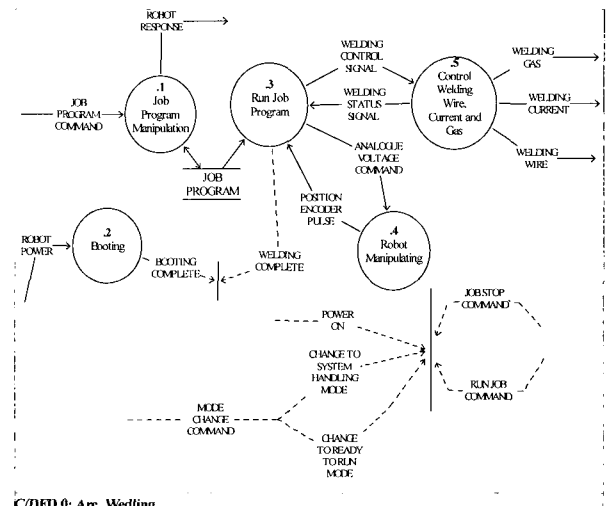 ROBOT
RESPONSE
.1
Job
Program
Manipulation
JOB
PROGRAM
COMMAND
JOB
PROGRAM
.3
Run Job
Program
WELDING
CONTROL
SIGNAL
WELDING
STATUS
SIGNAL
.5
Control
Welding
Wire,
Current and
Gas
WELDING
GAS
WELDING
CURRENT
WELDING
WIRE
ANALOGUE
VOLTAGE
COMMAND
POSITION
ENCODER
PULSE
.4
Robot
Manipulating
ROBOT
POWER
.2
Booting
BOOTING
COMPLETE
WELDING
COMPLETE
POWER
ON
CHANGE TO
SYSTEM
HANDLING
MODE
MODE
CHANGE
COMMAND
CHANGE
TO READY
TO RUN
MODE
JOB STOP
COMMAND
RUN JOB
COMMAND
C/DFD 0: Arc Wedling